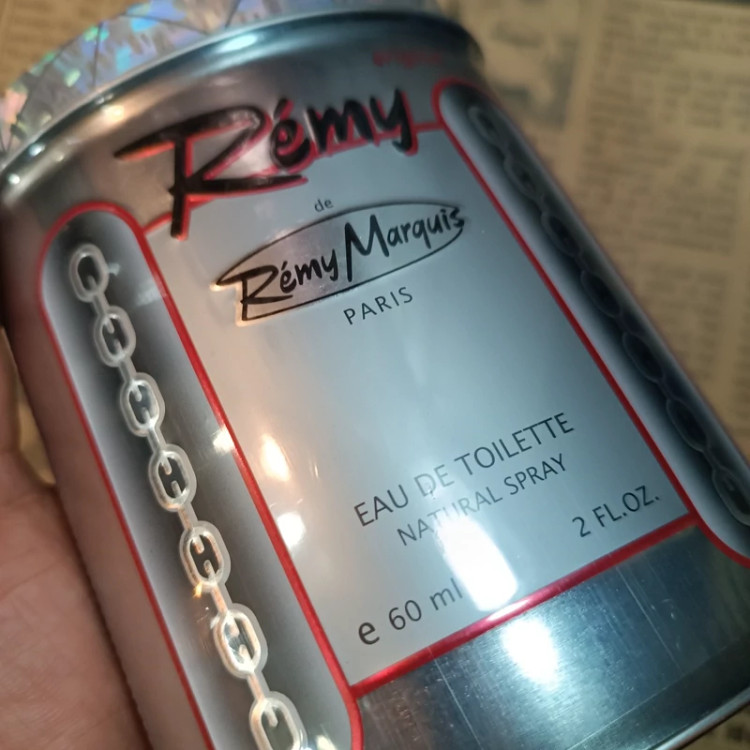 Rémy
de
Rémy Marquis
PARIS
EAU DE TOILETTE
NATURAL SPRAY
2 FL.OZ.
e 60 ml